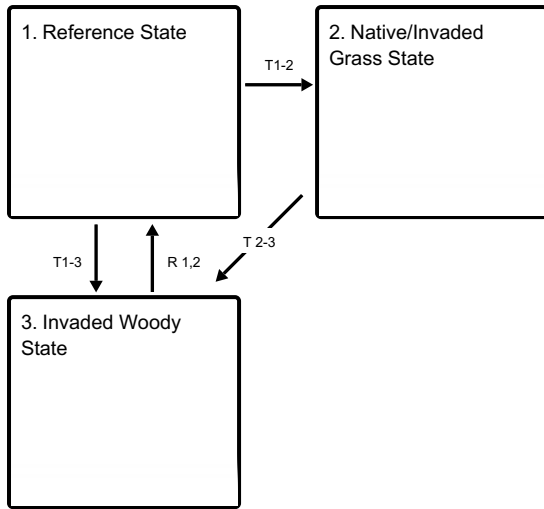 1. Reference State
2. Native/Invaded
Grass State
T1-2
T1-3
R 1,2
T 2-3
3. Invaded Woody
State